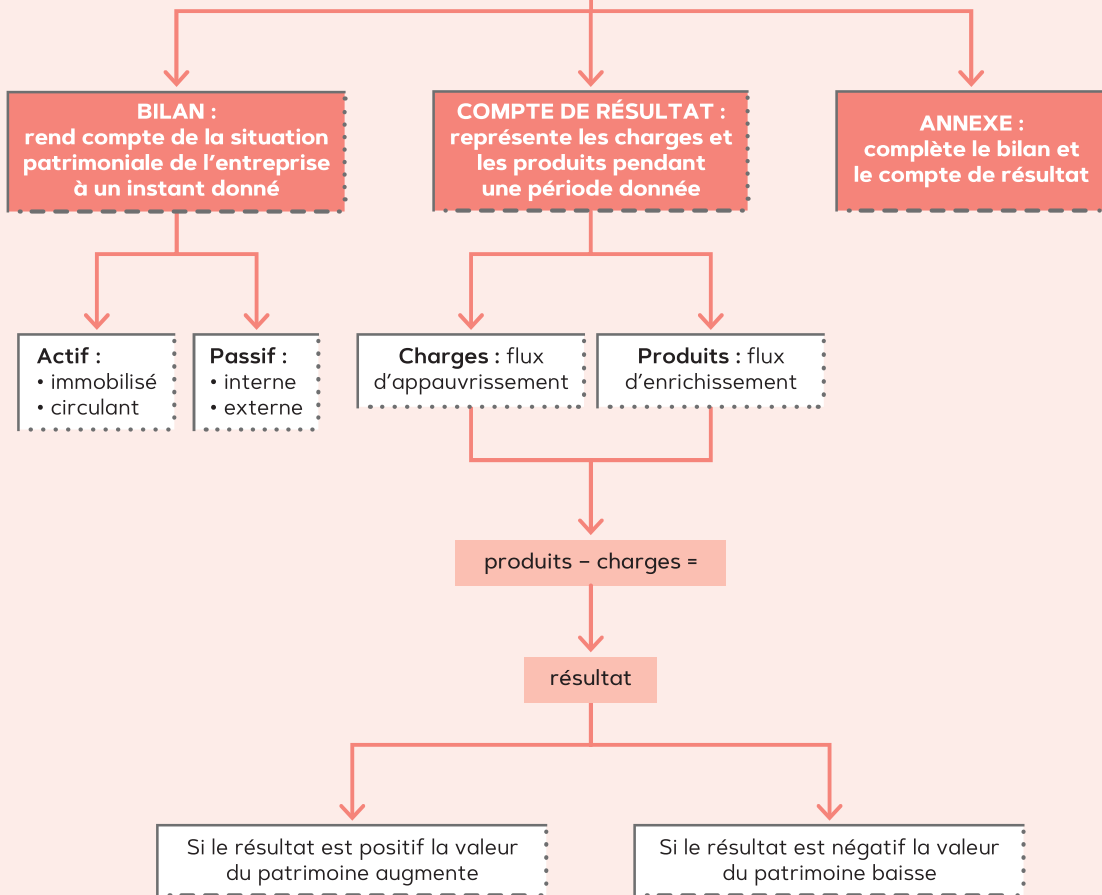 BILAN :
rend compte de la situation
patrimoniale de l'entreprise
à un instant donné
COMPTE DE RÉSULTAT :
représente les charges et
les produits pendant
une période donnée
ANNEXE :
complète le bilan et
le compte de résultat
Actif :
• immobilisé
• circulant
Passif :
• interne
• externe
Charges : flux
d'appauvrissement
Produits : flux
d'enrichissement
produits – charges =
résultat
Si le résultat est positif la valeur
du patrimoine augmente
Si le résultat est négatif la valeur
du patrimoine baisse